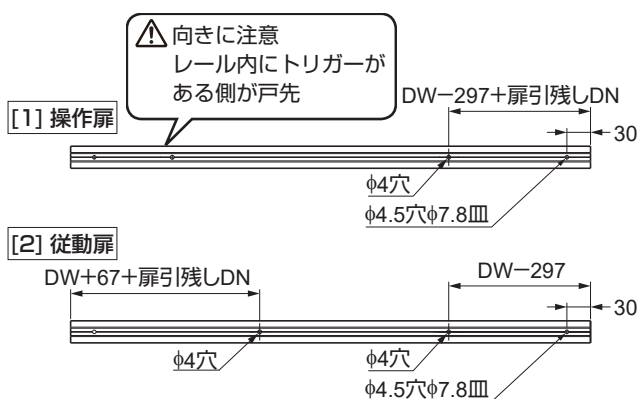 向きに注意
レール内にトリガーが
ある側が戸先
[1] 操作扉
DW−297+扉引残しDN
30
φ4穴
φ4.5穴φ7.8皿
[2] 従動扉
DW+67+扉引残しDN
DW−297
30
φ4穴
φ4穴
φ4.5穴φ7.8皿